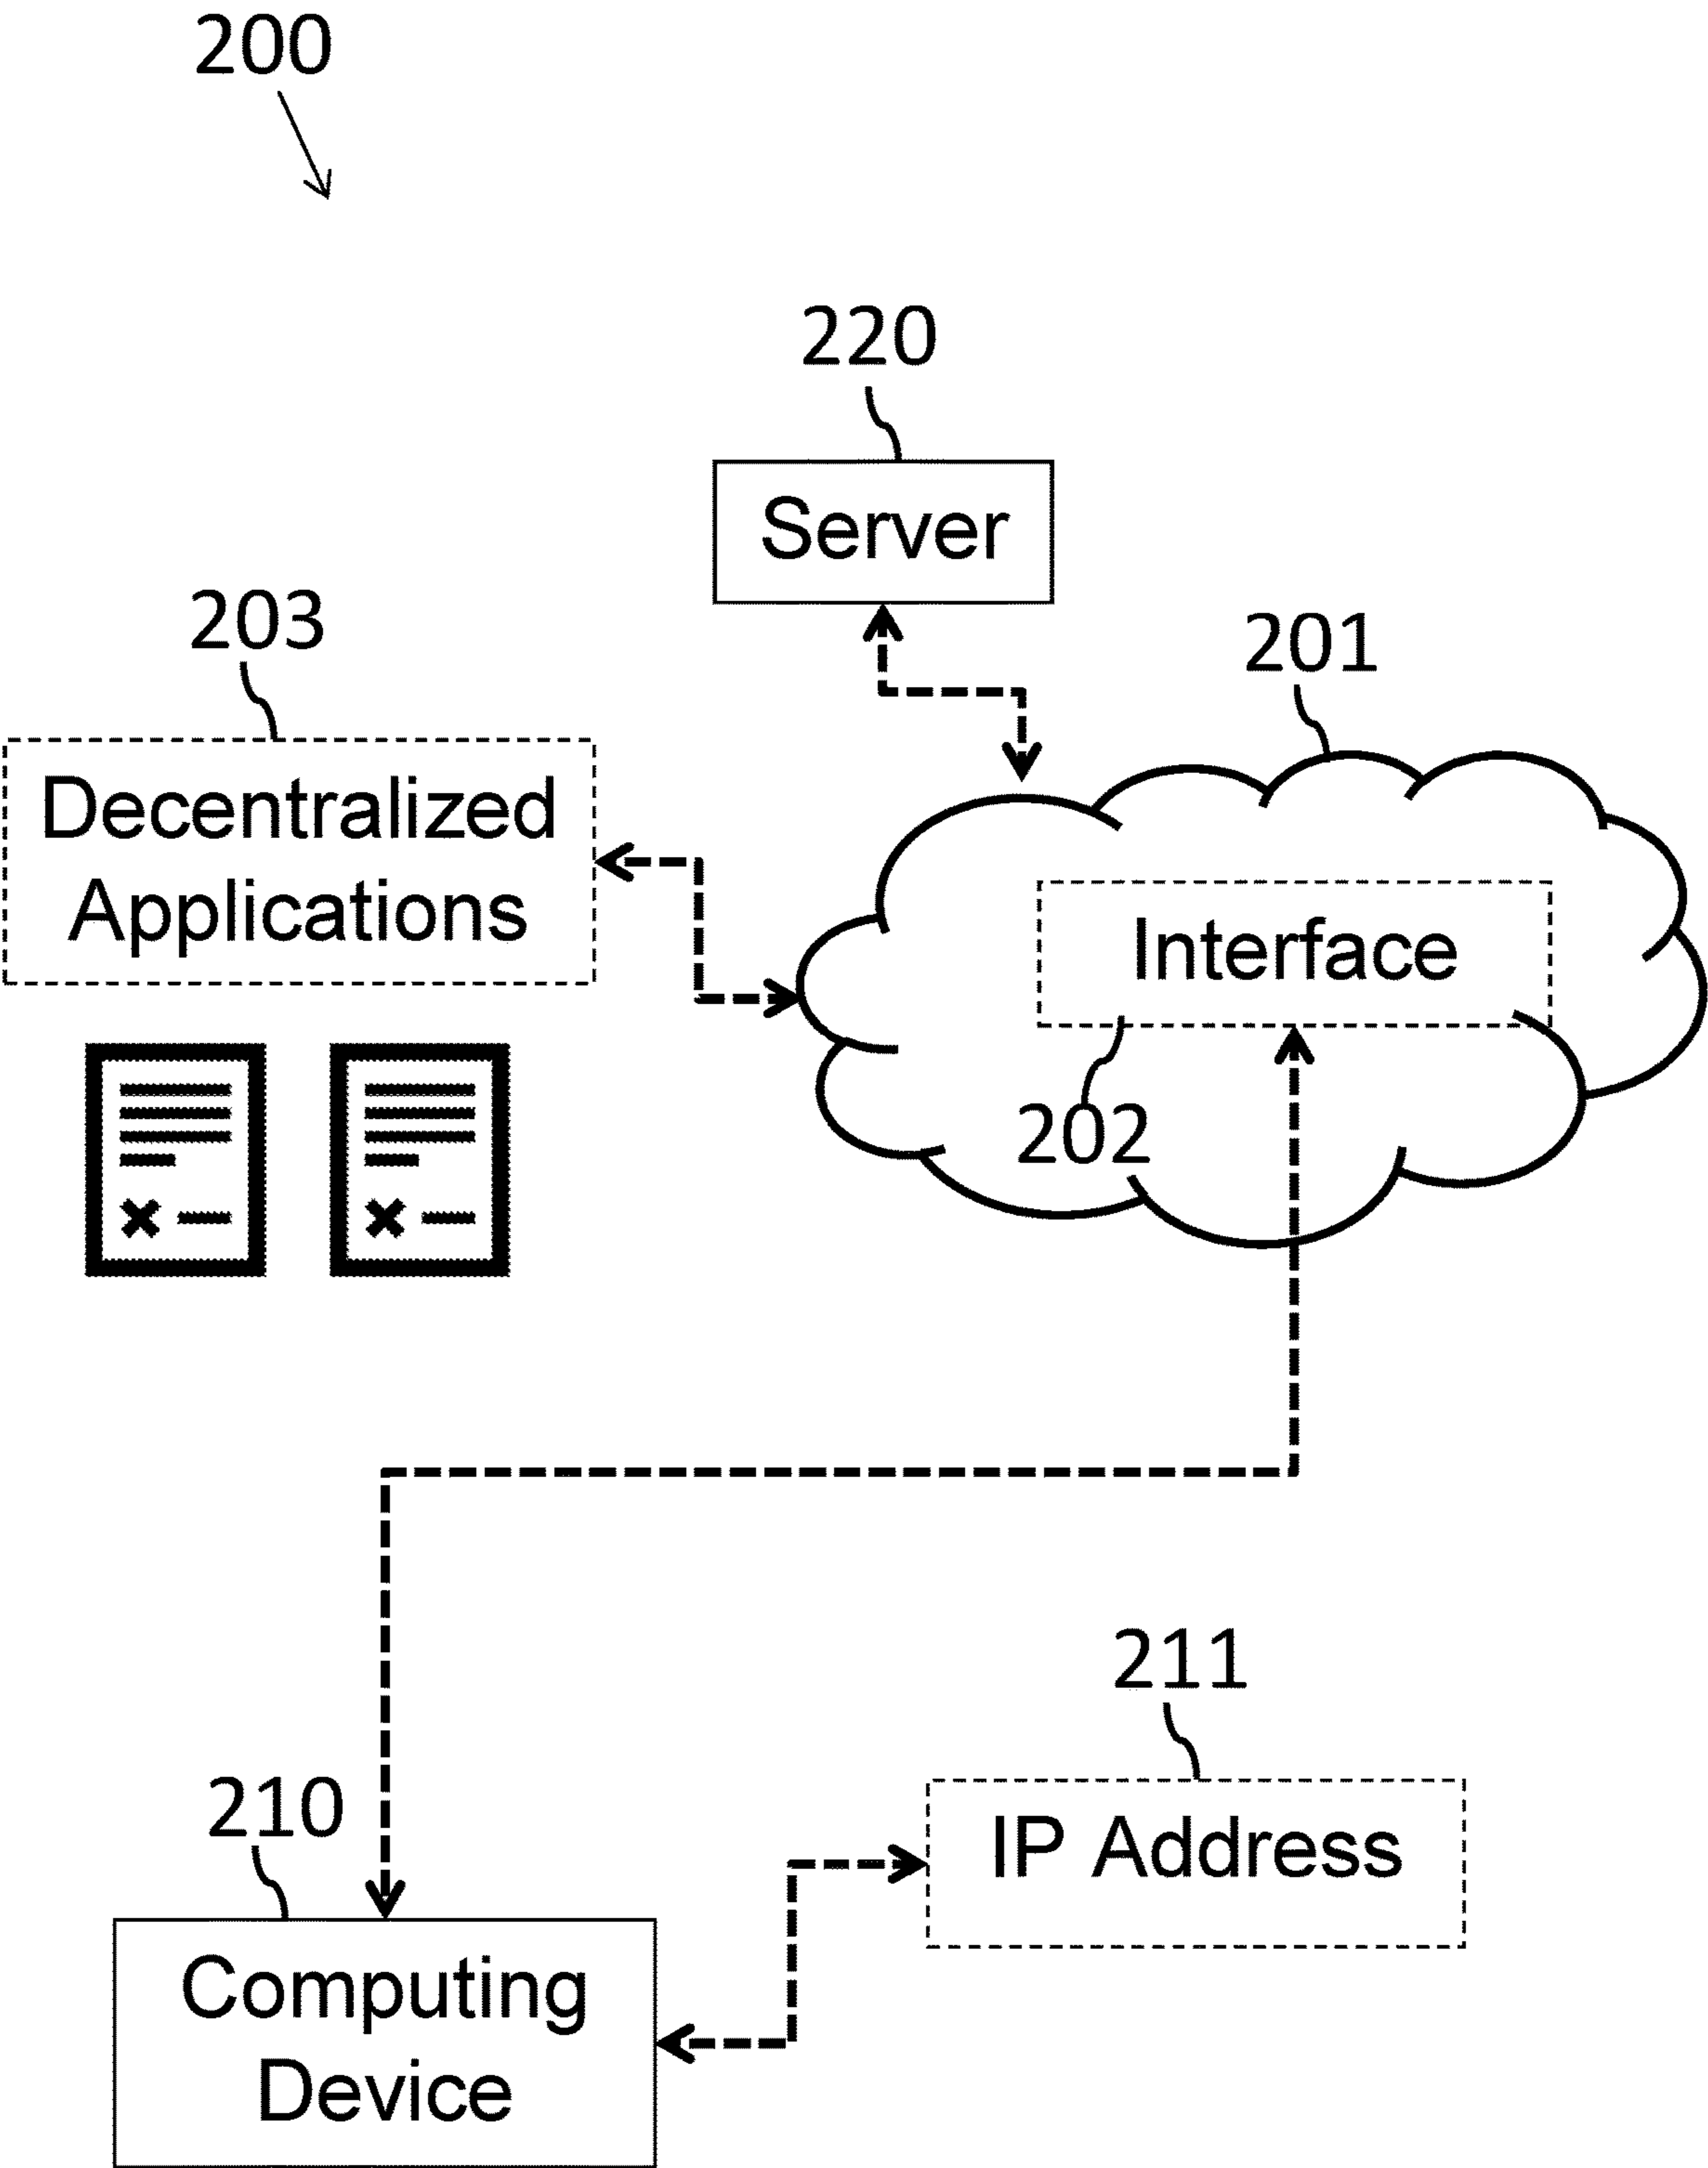 200
220
Server
203
201
Decentralized
Applications
Interface
202
211
210
IP Address
Computing
Device